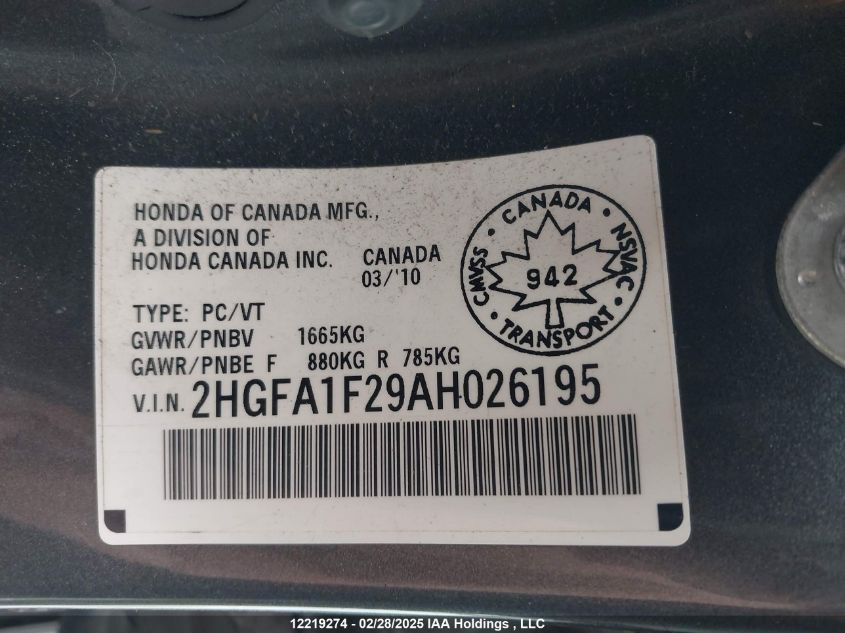 HONDA OF CANADA MFG.,
A DIVISION OF
HONDA CANADA INC. CANADA
03/'10
CANADA • NSVAC • TRANSPORT • CMVSS •
942
TYPE: PC/VT
GVWR/PNBV 1665KG
GAWR/PNBE F 880KG R 785KG
V.I.N. 2HGFA1F29AH026195
12219274 - 02/28/2025 IAA Holdings , LLC